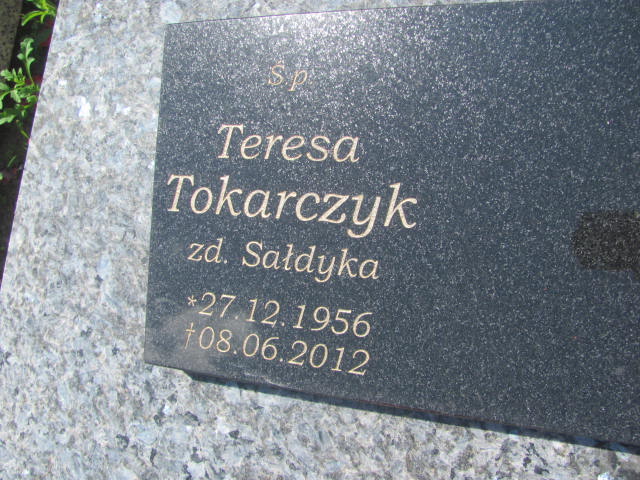 Ś.p.
Teresa
Tokarczyk
zd. Sałdyka
*27.12.1956
†08.06.2012